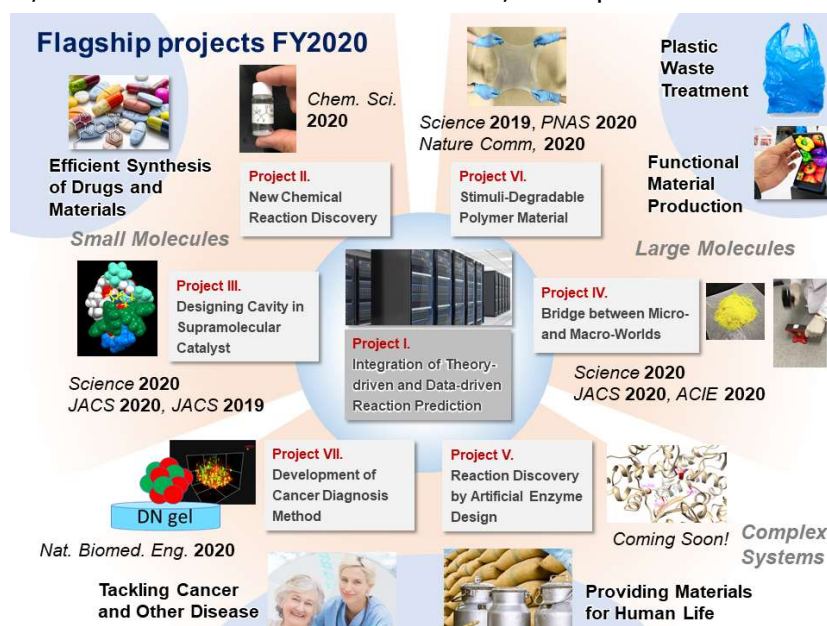 Flagship projects FY2020
Chem. Sci.
2020
Efficient Synthesis
of Drugs and
Materials
Small Molecules
Project II.
New Chemical
Reaction Discovery
Science 2019, PNAS 2020
Nature Comm, 2020
Project VI.
Stimuli-Degradable
Polymer Material
Plastic
Waste
Treatment
Functional
Material
Production
Large Molecules
Project III.
Designing Cavity in
Supramolecular
Catalyst
Science 2020
JACS 2020, JACS 2019
Project I.
Integration of Theory-
driven and Data-driven
Reaction Prediction
Project IV.
Bridge between Micro-
and Macro-Worlds
Science 2020
JACS 2020, ACIE 2020
DN gel
Nat. Biomed. Eng. 2020
Project VII.
Development of
Cancer Diagnosis
Method
Project V.
Reaction Discovery
by Artificial Enzyme
Design
Coming Soon!
Complex
Systems
Tackling Cancer
and Other Disease
Providing Materials
for Human Life